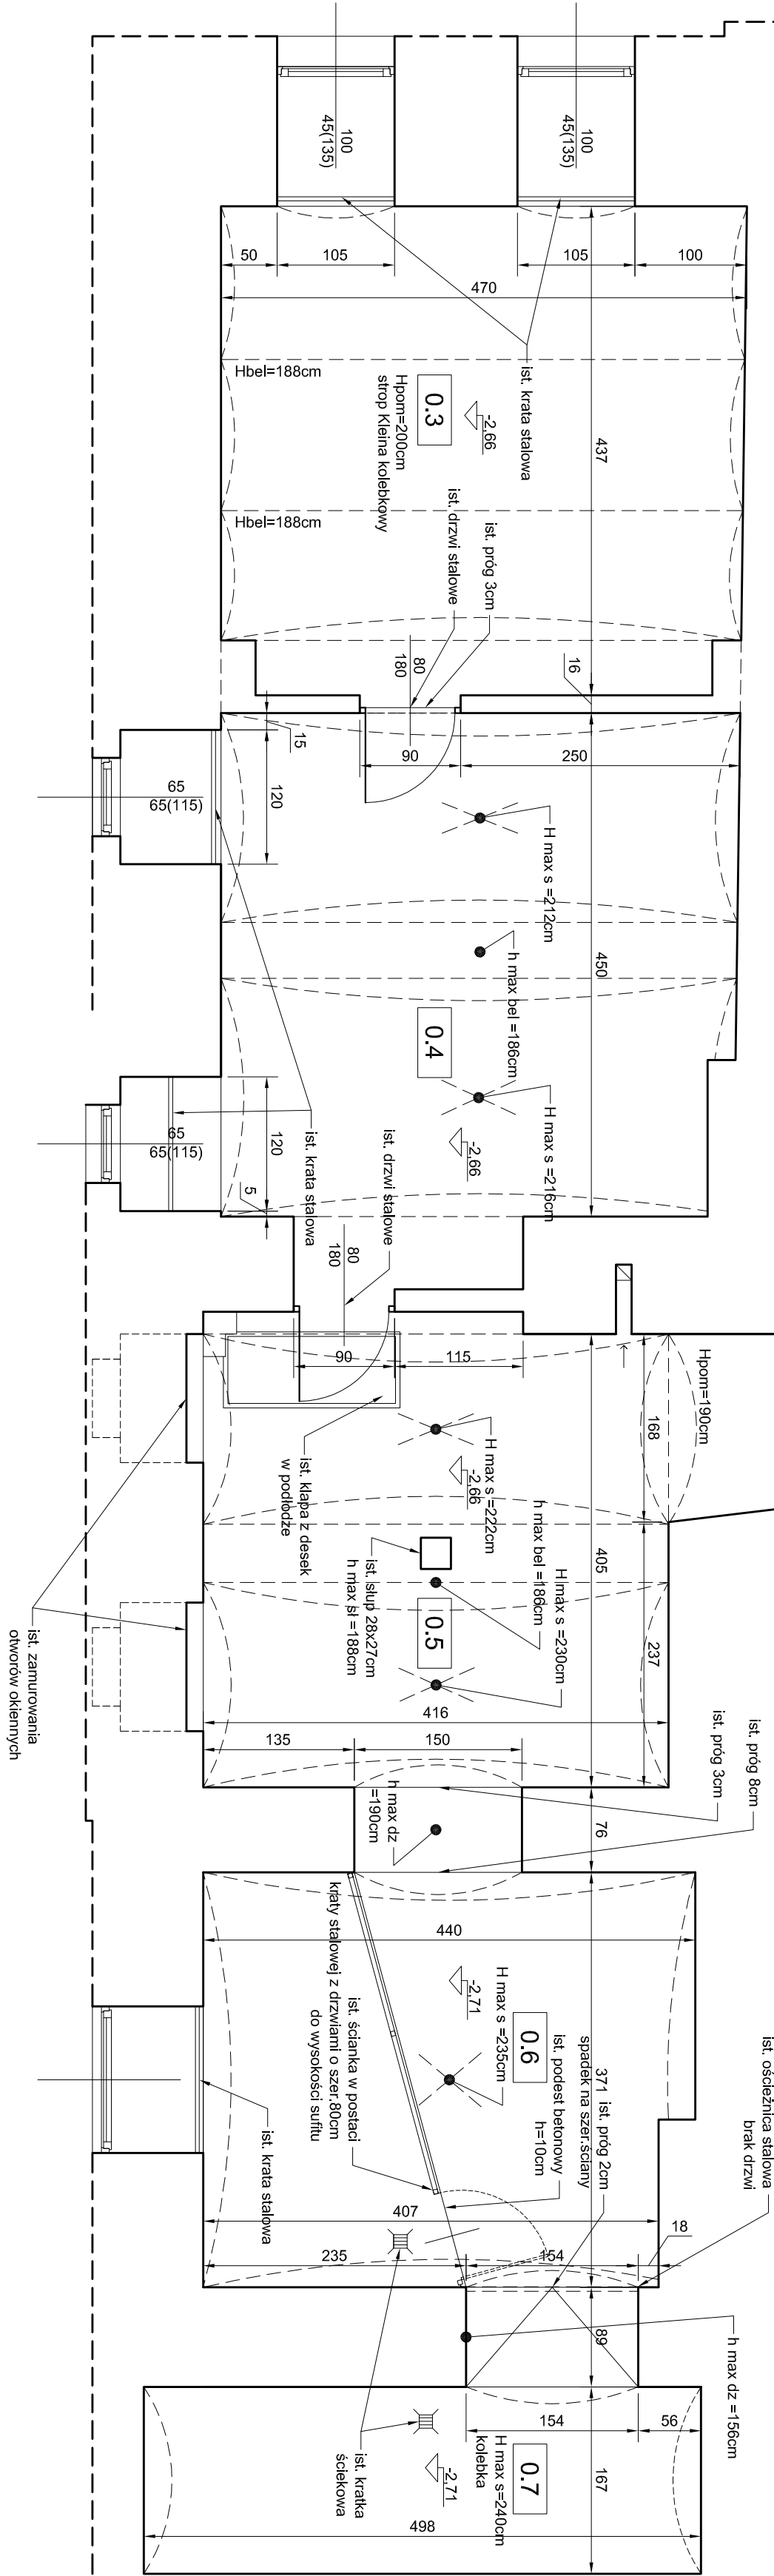 100
45(135)
100
45(135)
50
105
105
100
470
437
Hbel=188cm
Hbel=188cm
0.3
-2,66
Hpom=200cm
strop Kleina kolebkowy
ist. krata stalowa
ist. próg 3cm
ist. drzwi stalowe
80
180
16
15
90
250
120
65
65(115)
H max s =212cm
h max bel =186cm
450
0.4
H max s =216cm
-2,66
120
65
65(115)
5
ist. krata stalowa
ist. drzwi stalowe
80
180
90
115
Hpom=190cm
168
H max s =222cm
-2,66
ist. klapa z desek
w podłodze
h max bel =186cm
405
ist. słup 28x27cm
h max sł =188cm
0.5
H max s =230cm
237
416
135
150
ist. zamurowania
otworów okiennych
ist. próg 3cm
ist. próg 8cm
h max dz
=190cm
76
440
-2,71
H max s =235cm
0.6
ist. podest betonowy
h=10cm
371
ist. próg 2cm
spadek na szer.ściany
ist. ościeżnica stalowa
brak drzwi
ist. ścianka w postaci
kraty stalowej z drzwiami o szer.80cm
do wysokości sufitu
ist. krata stalowa
407
235
154
18
89
h max dz =156cm
154
56
ist. kratka
ściekowa
0.7
H max s=240cm
kolebka
-2,71
167
498